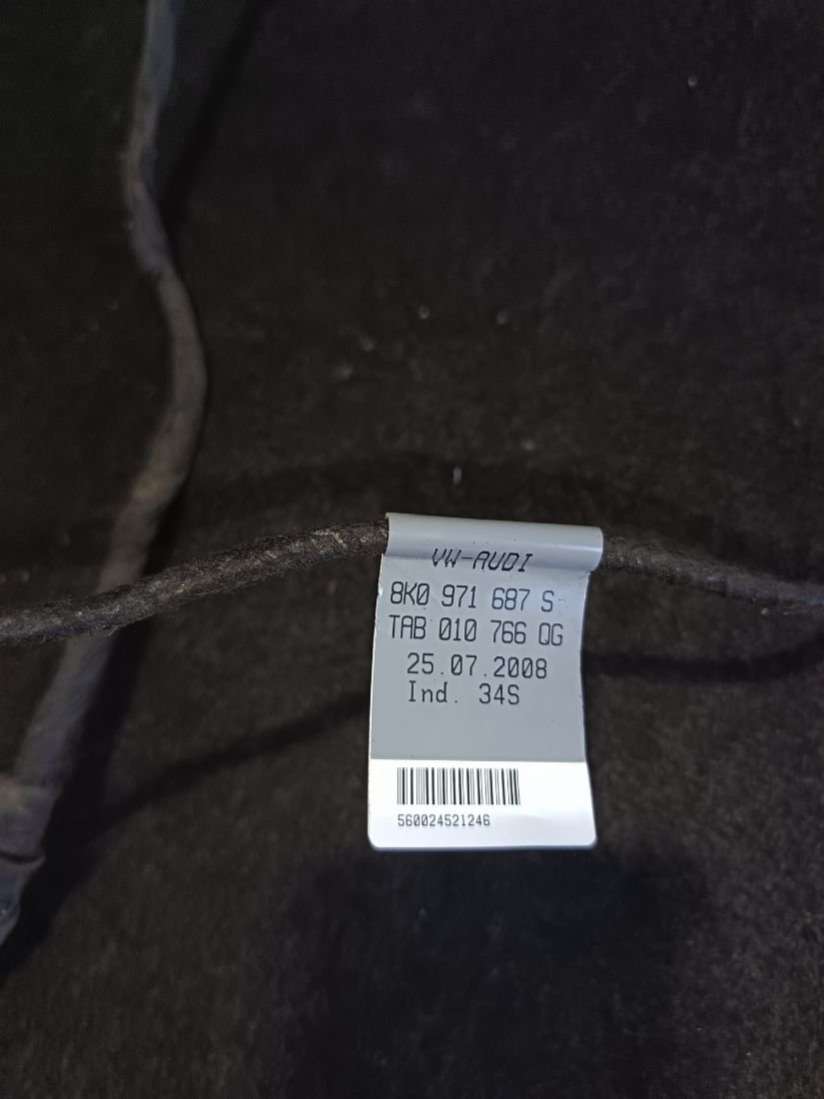 VW-AUDI
8K0 971 687 S
TAB 010 766 0G
25.07.2008
Ind. 34S
560024521246